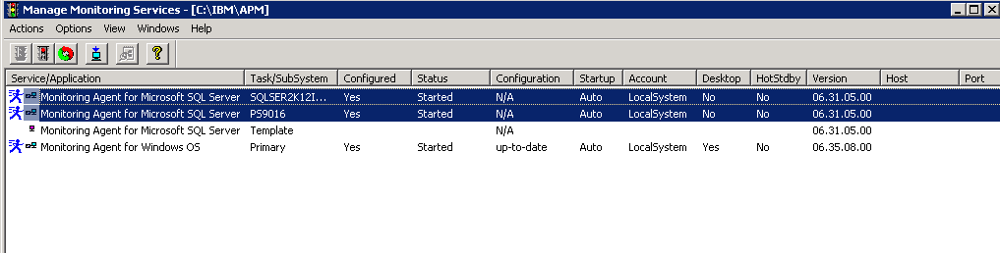 Manage Monitoring Services - [C:\IBM\APM]
Actions Options View Windows Help
Service/Application Task/SubSystem Configured Status Configuration Startup Account Desktop HotStdby Version Host Port
Monitoring Agent for Microsoft SQL Server SQLSER2K12I... Yes Started N/A Auto LocalSystem No No 06.31.05.00
Monitoring Agent for Microsoft SQL Server PS9016 Yes Started N/A Auto LocalSystem No No 06.31.05.00
Monitoring Agent for Microsoft SQL Server Template N/A 06.31.05.00
Monitoring Agent for Windows OS Primary Yes Started up-to-date Auto LocalSystem Yes No 06.35.08.00